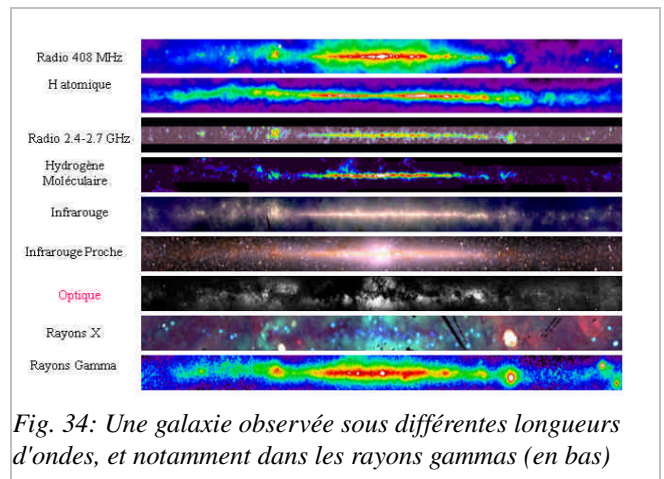 Radio 408 MHz
H atomique
Radio 2.4-2.7 GHz
Hydrogène
Moléculaire
Infrarouge
Infrarouge Proche
Optique
Rayons X
Rayons Gamma
Fig. 34: Une galaxie observée sous différentes longueurs
d'ondes, et notamment dans les rayons gammas (en bas)